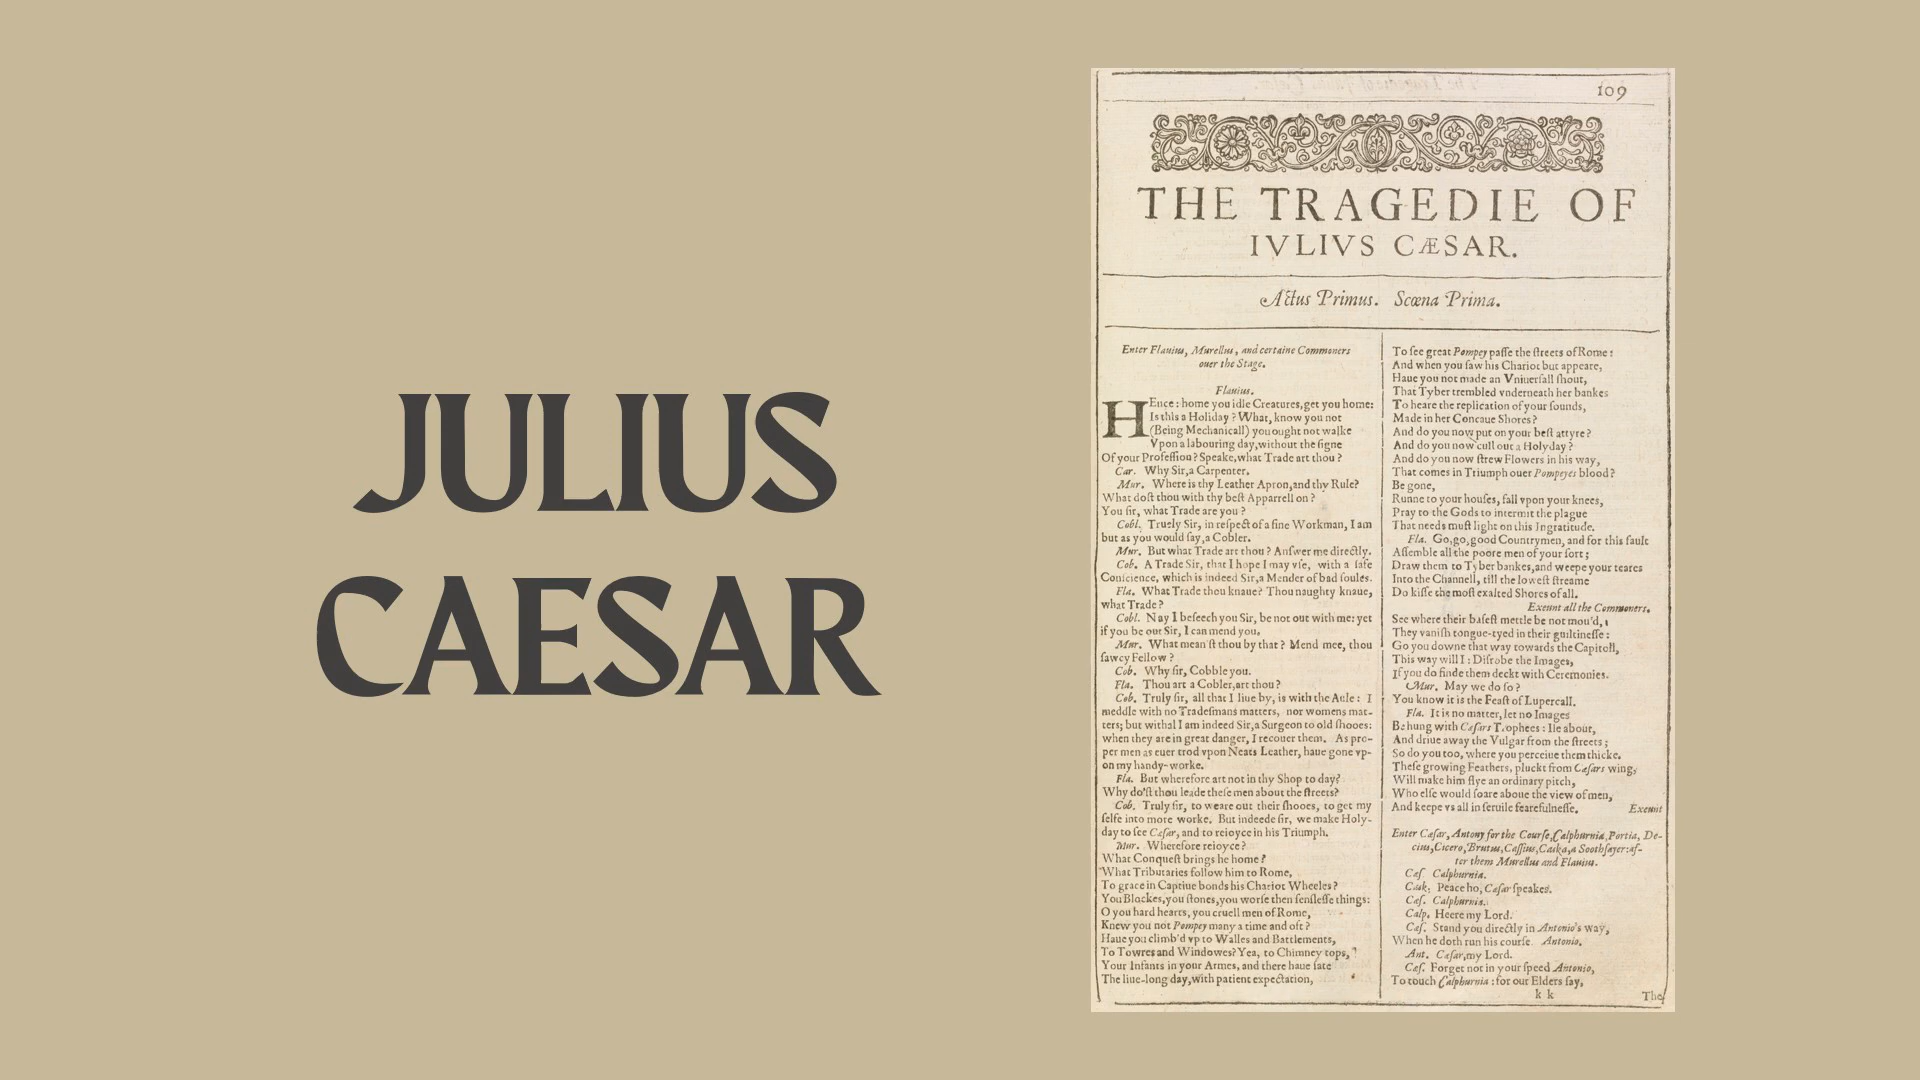 JULIUS
CAESAR
109
THE TRAGEDIE OF
IVLIVS CÆSAR.
Actus Primus. Scœna Prima.
Enter Flauius, Murellus, and certaine Commoners
ouer the Stage.
Flauius.
HEnce: home you idle Creatures, get you home:
Is this a Holiday? What, know you not
(Being Mechanicall) you ought not walke
Vpon a labouring day, without the signe
Of your Profession? Speake, what Trade art thou?
Car. Why Sir, a Carpenter.
Mur. Where is thy Leather Apron, and thy Rule?
What dost thou with thy best Apparrell on?
You sir, what Trade are you?
Cobl. Truely Sir, in respect of a fine Workman, I am
but as you would say, a Cobler.
Mur. But what Trade art thou? Answer me directly.
Cob. A Trade Sir, that I hope I may vse, with a safe
Conscience, which is indeed Sir, a Mender of bad soules.
Fla. What Trade thou knaue? Thou naughty knaue,
what Trade?
Cobl. Nay I beseech you Sir, be not out with me: yet
if you be out Sir, I can mend you.
Mur. What mean'st thou by that? Mend mee, thou
sawcy Fellow?
Cob. Why sir, Cobble you.
Fla. Thou art a Cobler, art thou?
Cob. Truly sir, all that I liue by, is with the Aule: I
meddle with no Tradesmans matters, nor womens mat-
ters; but withal I am indeed Sir, a Surgeon to old shooes:
when they are in great danger, I recouer them. As pro-
per men as euer trod vpon Neats Leather, haue gone vp-
on my handy-worke.
Fla. But wherefore art not in thy Shop to day?
Why do'st thou leade these men about the streets?
Cob. Truly sir, to weare out their shooes, to get my
selfe into more worke. But indeede sir, we make Holy-
day to see Cæsar, and to reioyce in his Triumph.
Mur. Wherefore reioyce?
What Conquest brings he home?
What Tributaries follow him to Rome,
To grace in Captiue bonds his Chariot Wheeles?
You Blockes, you stones, you worse then senslesse things:
O you hard hearts, you cruell men of Rome,
Knew you not Pompey many a time and oft?
Haue you climb'd vp to Walles and Battlements,
To Towres and Windowes? Yea, to Chimney tops,
Your Infants in your Armes, and there haue sate
The liue-long day, with patient expectation,
To see great Pompey passe the streets of Rome:
And when you saw his Chariot but appeare,
Haue you not made an Vniuersall shout,
That Tyber trembled vnderneath her bankes
To heare the replication of your sounds,
Made in her Concaue Shores?
And do you now put on your best attyre?
And do you now cull out a Holyday?
And do you now strew Flowers in his way,
That comes in Triumph ouer Pompeyes blood?
Be gone,
Runne to your houses, fall vpon your knees,
Pray to the Gods to intermit the plague
That needs must light on this Ingratitude.
Fla. Go, go, good Countrymen, and for this fault
Assemble all the poore men of your sort;
Draw them to Tyber bankes, and weepe your teares
Into the Channell, till the lowest streame
Do kisse the most exalted Shores of all.
Exeunt all the Commoners.
See where their basest mettle be not mou'd,
They vanish tongue-tyed in their guiltinesse:
Go you downe that way towards the Capitoll,
This way will I: Disrobe the Images,
If you do finde them deckt with Ceremonies.
Mur. May we do so?
You know it is the Feast of Lupercall.
Fla. It is no matter, let no Images
Be hung with Cæsars Trophees: Ile about,
And driue away the Vulgar from the streets;
So do you too, where you perceiue them thicke.
These growing Feathers, pluckt from Cæsars wing,
Will make him flye an ordinary pitch,
Who else would soare aboue the view of men,
And keepe vs all in seruile fearefulnesse. Exeunt
Enter Cæsar, Antony for the Course, Calphurnia, Portia, De-
cius, Cicero, Brutus, Cassius, Caska, a Soothsayer: af-
ter them Murellus and Flauius.
Cæs. Calphurnia.
Cask. Peace ho, Cæsar speakes.
Cæs. Calphurnia.
Calp. Heere my Lord.
Cæs. Stand you directly in Antonio's way,
When he doth run his course. Antonio.
Ant. Cæsar, my Lord.
Cæs. Forget not in your speed Antonio,
To touch Calphurnia: for our Elders say,
k k The